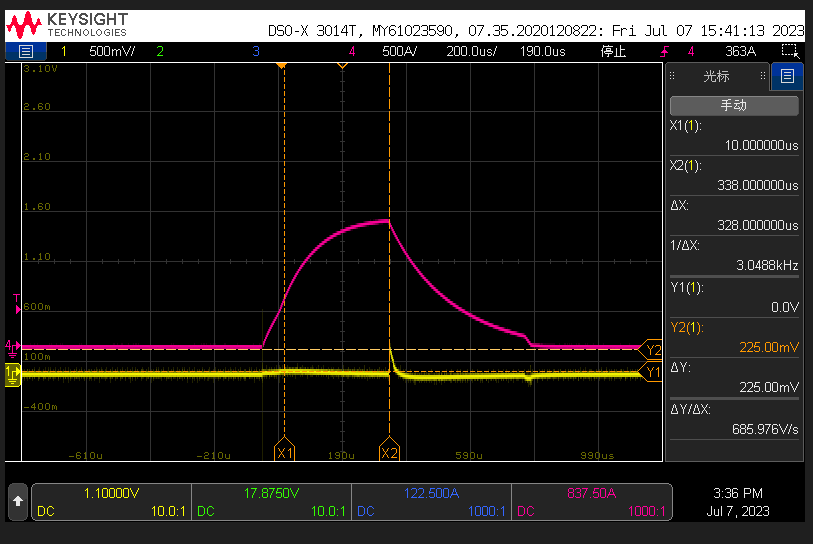 KEYSIGHT
TECHNOLOGIES
DSO-X 3014T, MY61023590, 07.35.2020120822: Fri Jul 07 15:41:13 2023
1 500mV/ 2 3 4 500A/ 200.0us/ 190.0us 停止 4 363A
3.10V
2.60
2.10
1.60
1.10
600m
100m
-400m
T
4
1
-610u -210u 190u 590u 990us
X1 X2
Y2
Y1
光标
手动
X1(1):
10.000000us
X2(1):
338.000000us
ΔX:
328.000000us
1/ΔX:
3.0488kHz
Y1(1):
0.0V
Y2(1):
225.00mV
ΔY:
225.00mV
ΔY/ΔX:
685.976V/s
1.10000V 17.8750V 122.500A 837.50A
DC 10.0:1 DC 10.0:1 DC 1000:1 DC 1000:1
3:36 PM
Jul 7, 2023